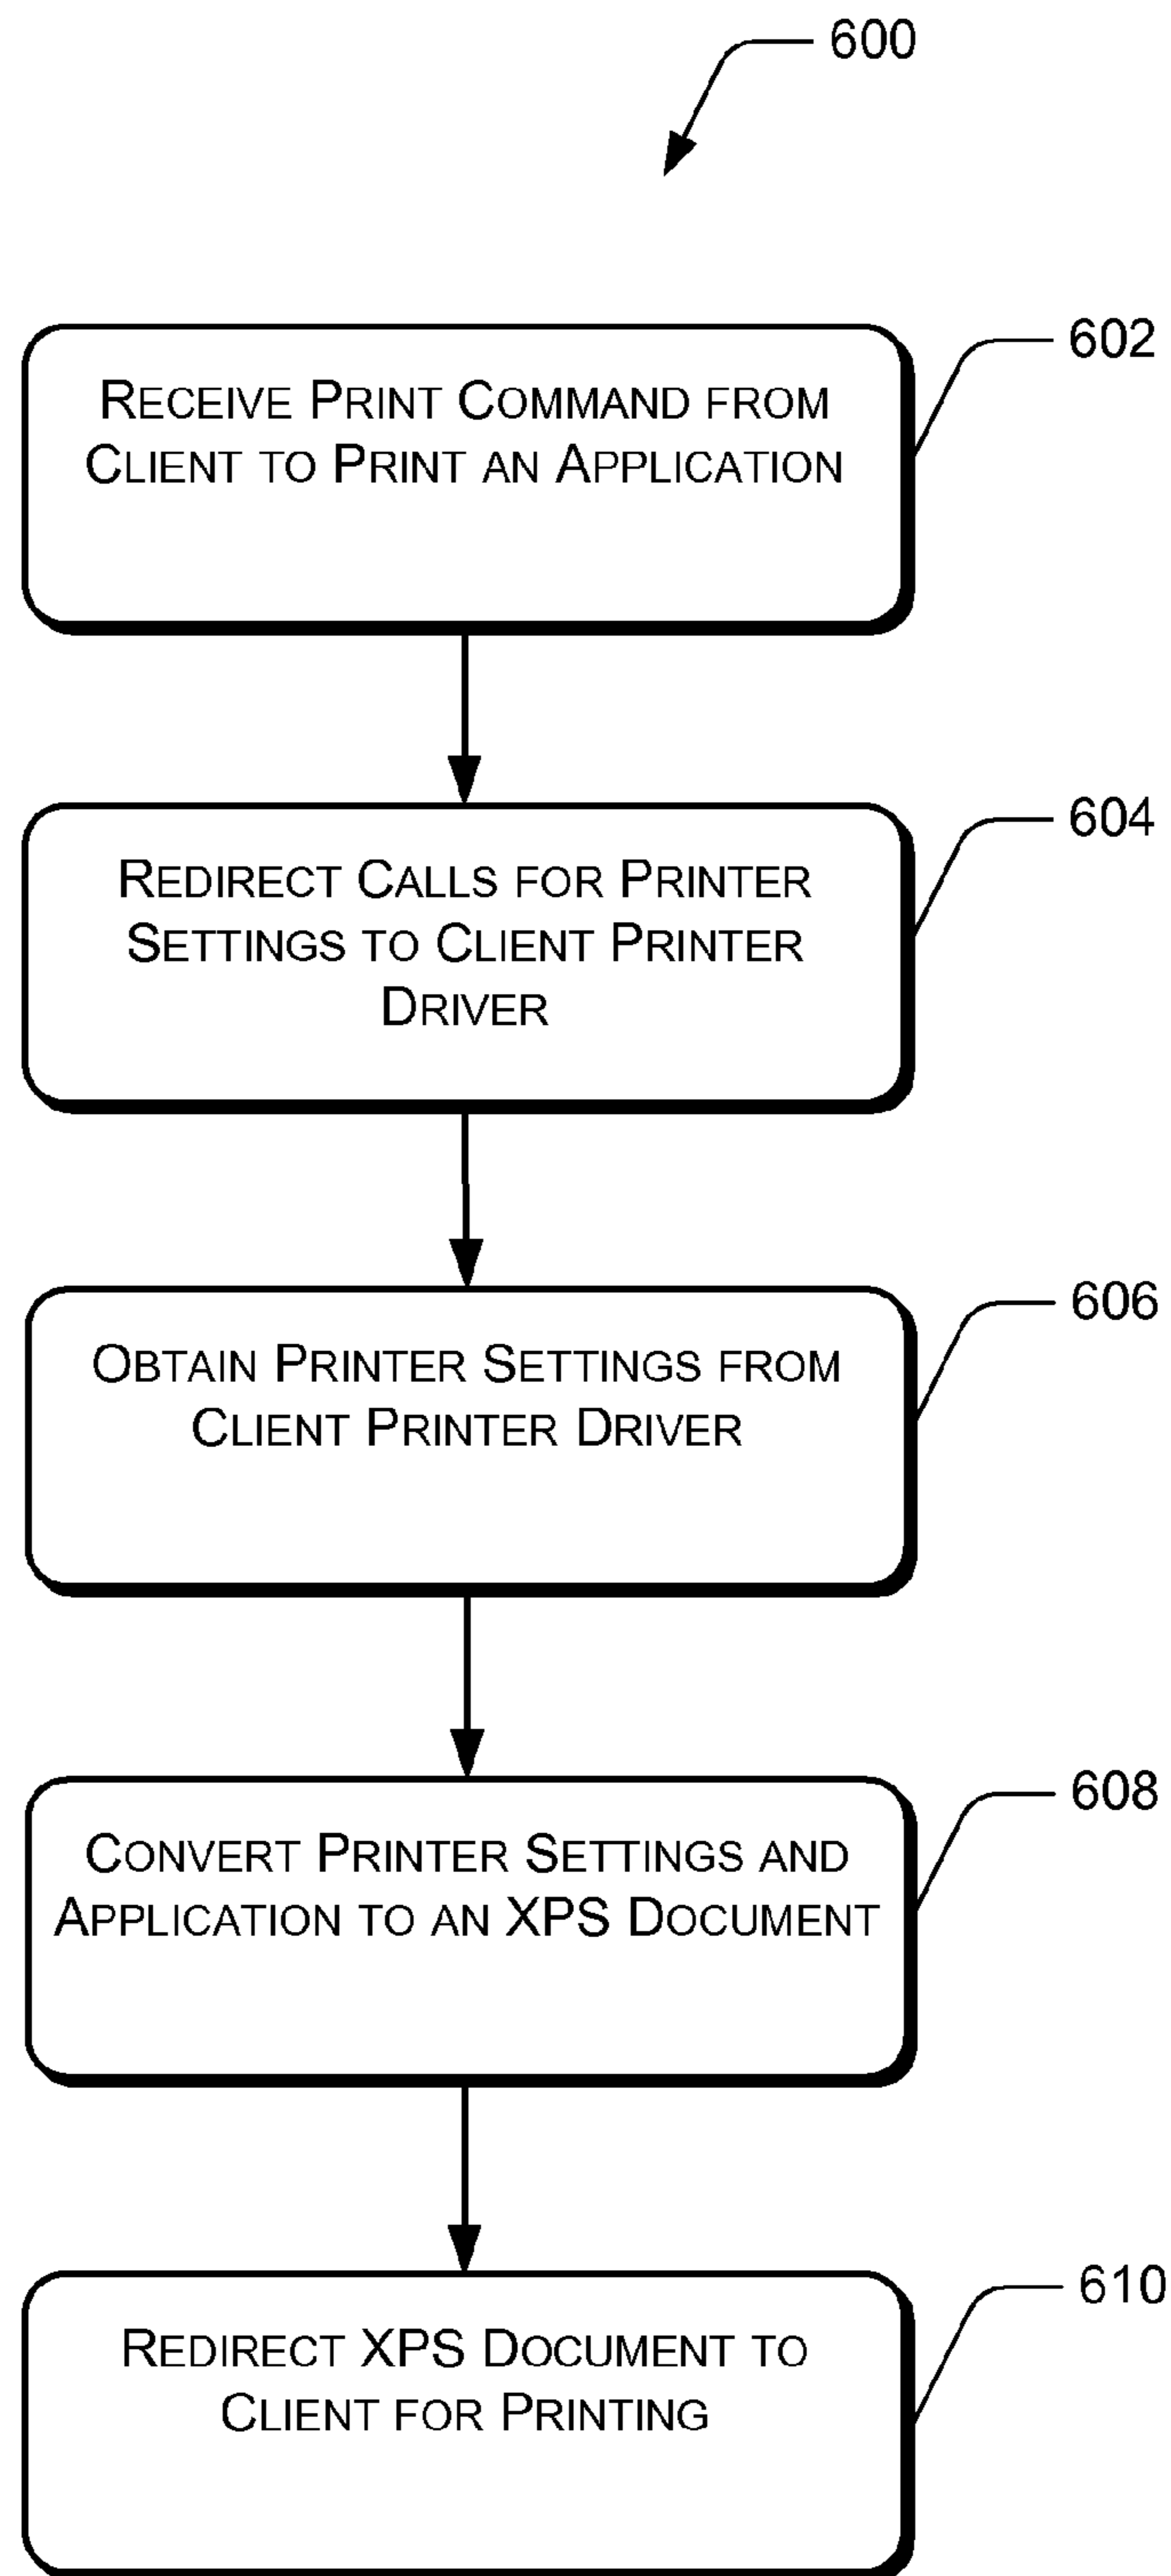 600
602
RECEIVE PRINT COMMAND FROM
CLIENT TO PRINT AN APPLICATION
604
REDIRECT CALLS FOR PRINTER
SETTINGS TO CLIENT PRINTER
DRIVER
606
OBTAIN PRINTER SETTINGS FROM
CLIENT PRINTER DRIVER
608
CONVERT PRINTER SETTINGS AND
APPLICATION TO AN XPS DOCUMENT
610
REDIRECT XPS DOCUMENT TO
CLIENT FOR PRINTING